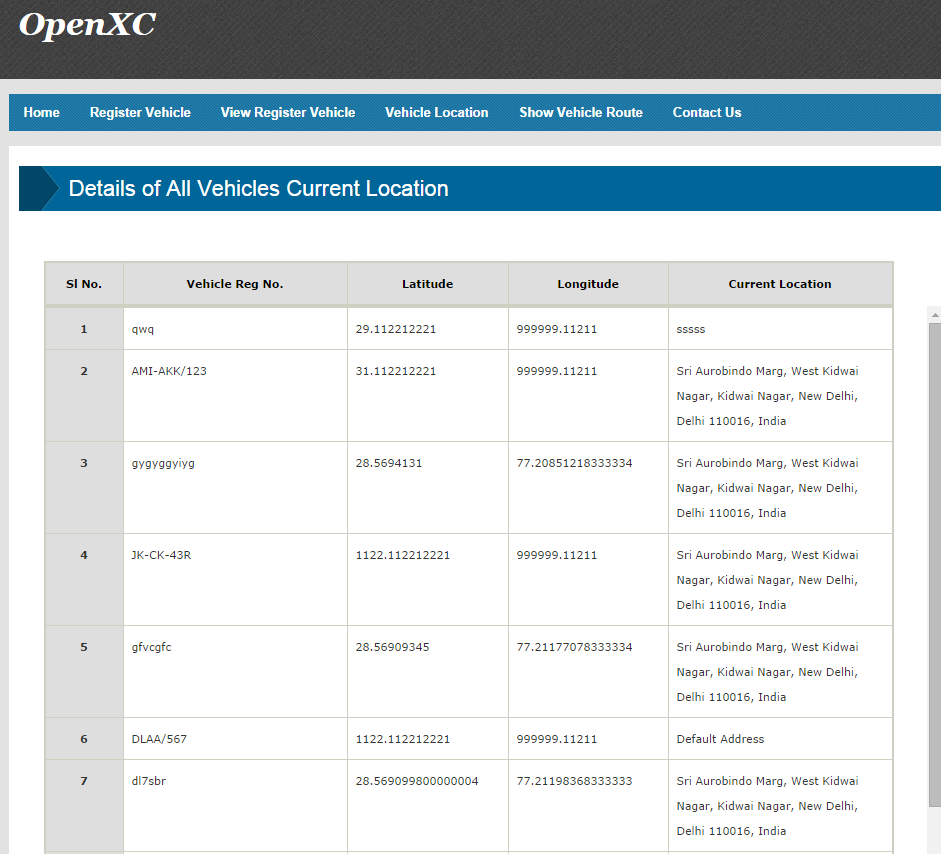 OpenXC
Home Register Vehicle View Register Vehicle Vehicle Location Show Vehicle Route Contact Us
Details of All Vehicles Current Location
Sl No. Vehicle Reg No. Latitude Longitude Current Location
1 qwq 29.112212221 999999.11211 sssss
2 AMI-AKK/123 31.112212221 999999.11211 Sri Aurobindo Marg, West Kidwai
Nagar, Kidwai Nagar, New Delhi,
Delhi 110016, India
3 gygyggyiyg 28.5694131 77.20851218333334 Sri Aurobindo Marg, West Kidwai
Nagar, Kidwai Nagar, New Delhi,
Delhi 110016, India
4 JK-CK-43R 1122.112212221 999999.11211 Sri Aurobindo Marg, West Kidwai
Nagar, Kidwai Nagar, New Delhi,
Delhi 110016, India
5 gfvcgfc 28.56909345 77.21177078333334 Sri Aurobindo Marg, West Kidwai
Nagar, Kidwai Nagar, New Delhi,
Delhi 110016, India
6 DLAA/567 1122.112212221 999999.11211 Default Address
7 dl7sbr 28.569099800000004 77.21198368333333 Sri Aurobindo Marg, West Kidwai
Nagar, Kidwai Nagar, New Delhi,
Delhi 110016, India